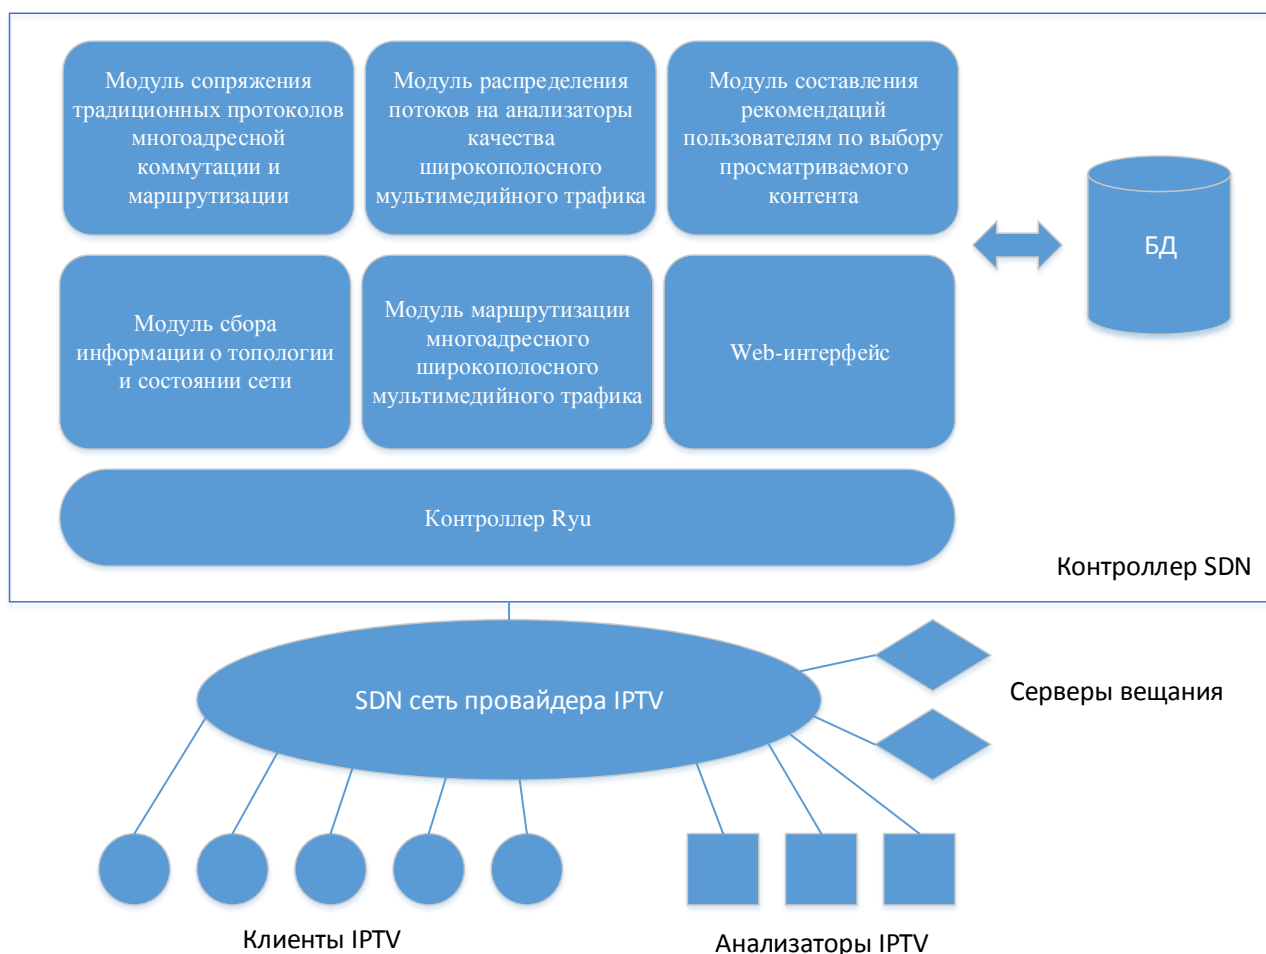 Модуль сопряжения
традиционных протоколов
многоадресной
коммутации и
маршрутизации
Модуль распределения
потоков на анализаторы
качества
широкополосного
мультимедийного трафика
Модуль составления
рекомендаций
пользователям по выбору
просматриваемого
контента
БД
Модуль сбора
информации о топологии
и состоянии сети
Модуль маршрутизации
многоадресного
широкополосного
мультимедийного трафика
Web-интерфейс
Контроллер Ryu
Контроллер SDN
SDN сеть провайдера IPTV
Серверы вещания
Клиенты IPTV
Анализаторы IPTV